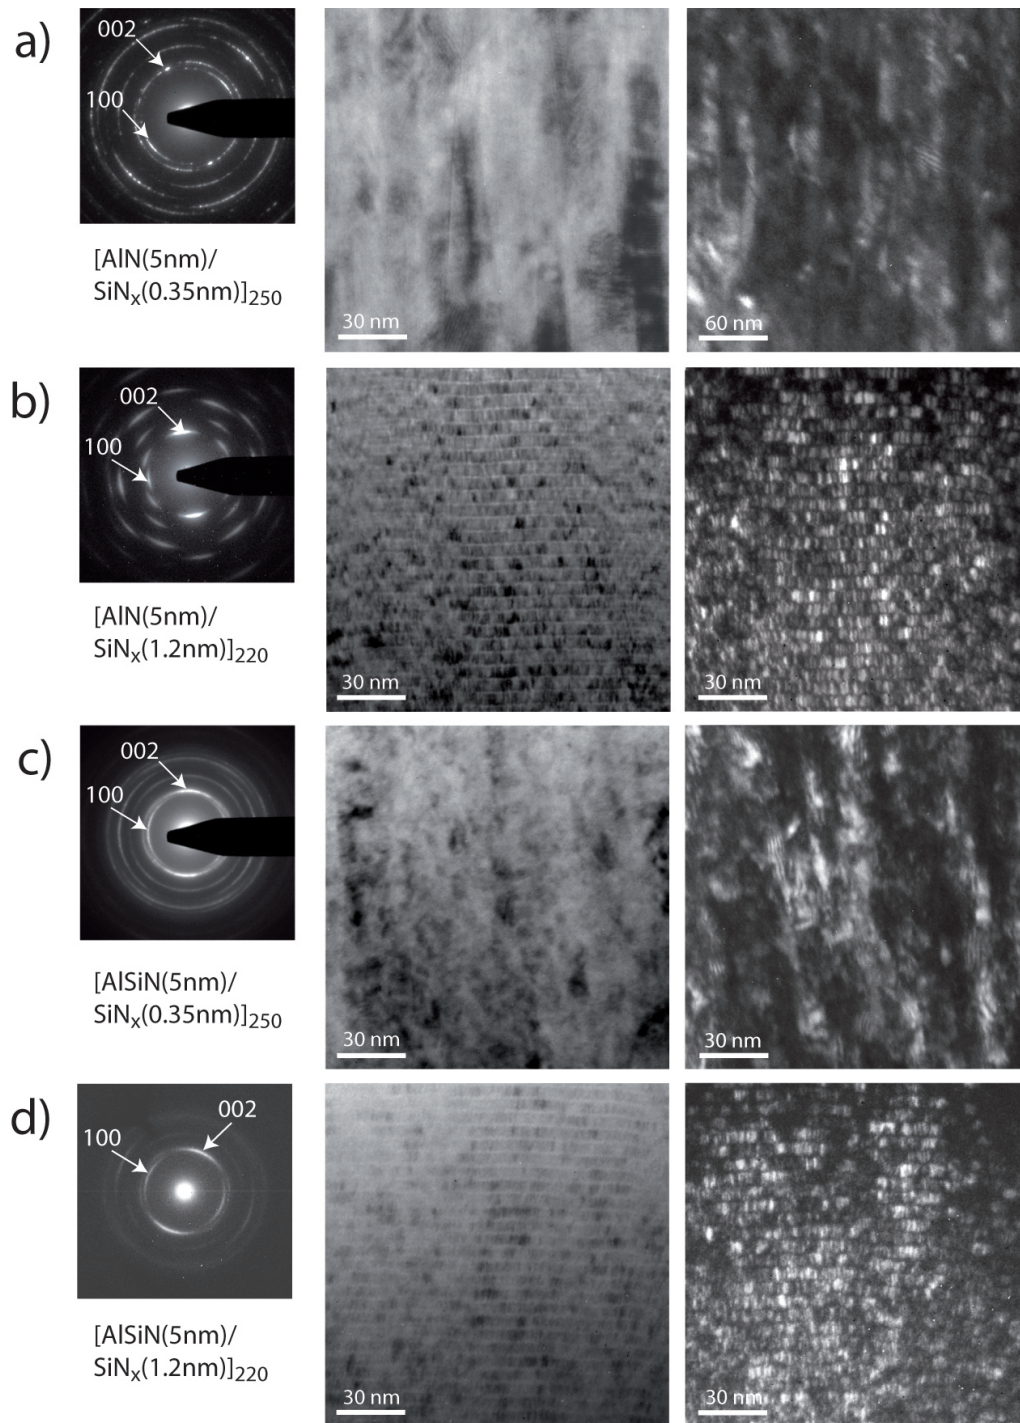 a)
002
100
[AlN(5nm)/
SiNx(0.35nm)]250
30 nm
60 nm
b)
002
100
[AlN(5nm)/
SiNx(1.2nm)]220
30 nm
30 nm
c)
002
100
[AlSiN(5nm)/
SiNx(0.35nm)]250
30 nm
30 nm
d)
002
100
[AlSiN(5nm)/
SiNx(1.2nm)]220
30 nm
30 nm